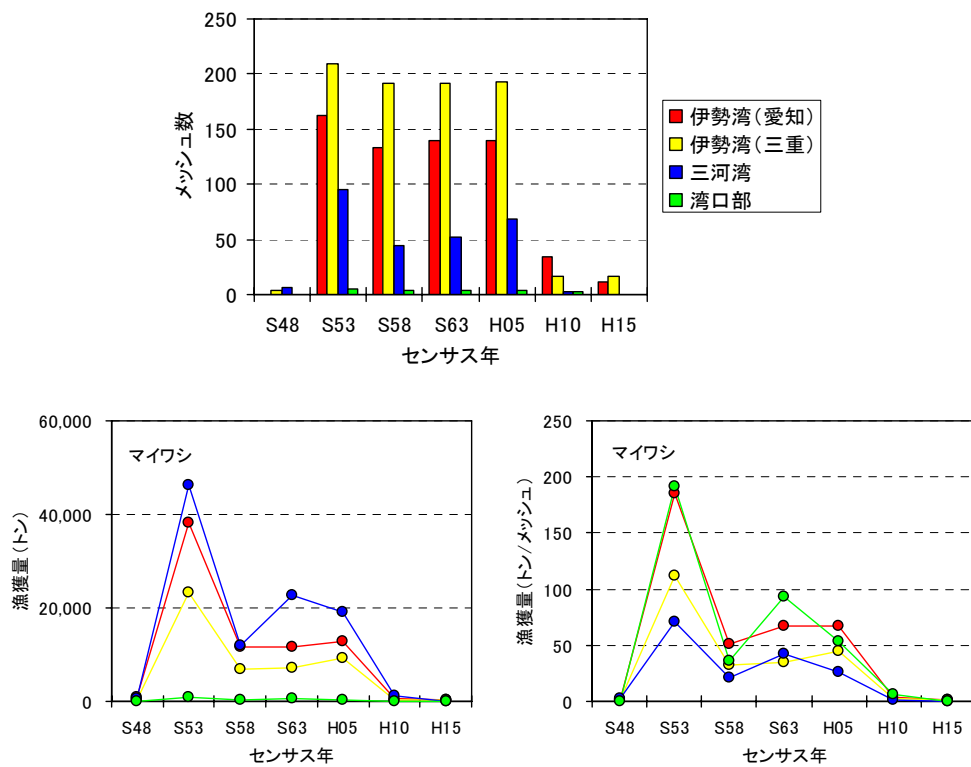 250
200
150
100
50
0
メッシュ数
S48 S53 S58 S63 H05 H10 H15
センサス年
伊勢湾(愛知)
伊勢湾(三重)
三河湾
湾口部
60,000
40,000
20,000
0
漁獲量(トン)
マイワシ
S48 S53 S58 S63 H05 H10 H15
センサス年
250
200
150
100
50
0
漁獲量(トン/メッシュ)
マイワシ
S48 S53 S58 S63 H05 H10 H15
センサス年